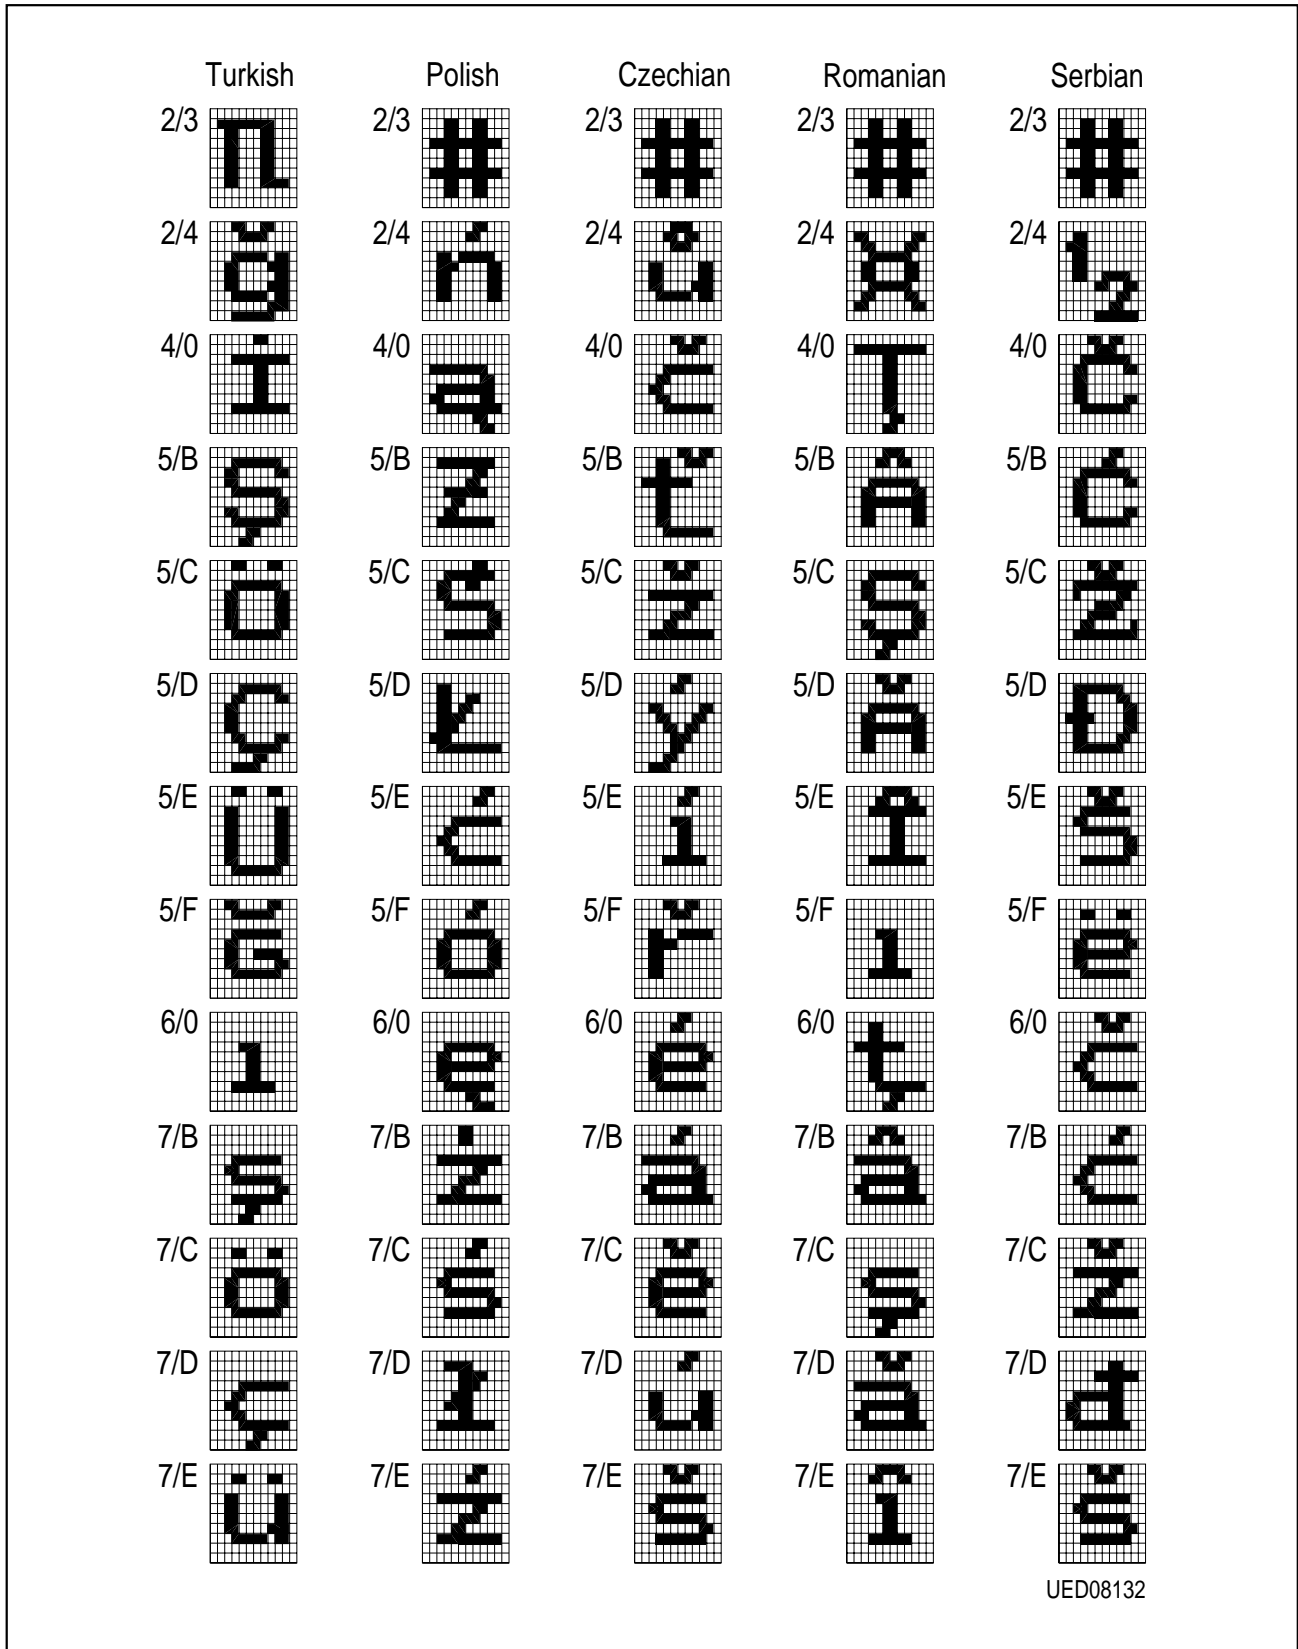 Turkish Polish Czechian Romanian Serbian
2/3 2/3 # 2/3 # 2/3 # 2/3 #
2/4 ğ 2/4 ń 2/4 ů 2/4 ¤ 2/4 ½
4/0 İ 4/0 ą 4/0 č 4/0 Ţ 4/0 Č
5/B Ş 5/B Ƶ 5/B ť 5/B Â 5/B Ć
5/C Ö 5/C Ś 5/C ž 5/C Ş 5/C Ž
5/D Ç 5/D Ł 5/D ý 5/D Ă 5/D Đ
5/E Ü 5/E ć 5/E í 5/E Î 5/E Š
5/F Ğ 5/F ó 5/F ř 5/F ı 5/F ë
6/0 ı 6/0 ę 6/0 é 6/0 ţ 6/0 č
7/B ş 7/B ż 7/B á 7/B â 7/B ć
7/C ö 7/C ś 7/C ě 7/C ş 7/C ž
7/D ç 7/D ł 7/D ú 7/D ă 7/D đ
7/E ü 7/E ź 7/E š 7/E î 7/E š
UED08132